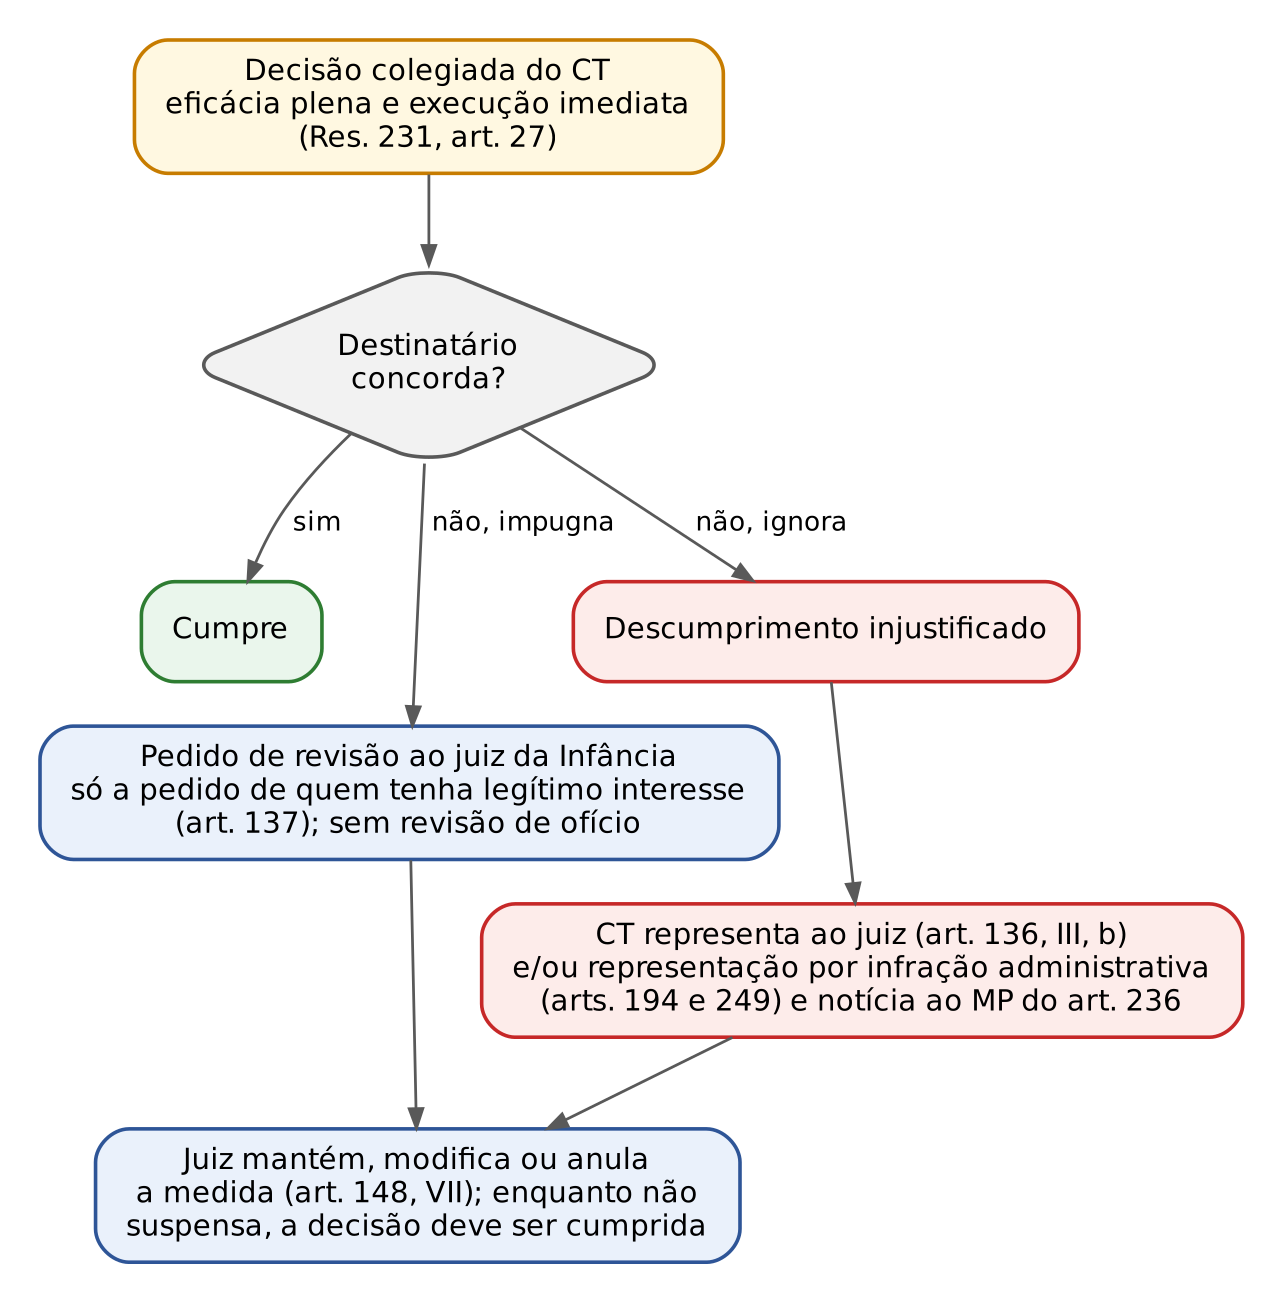 Decisão colegiada do CT
eficácia plena e execução imediata
(Res. 231, art. 27)
Destinatário
concorda?
sim
não, impugna
não, ignora
Cumpre
Descumprimento injustificado
Pedido de revisão ao juiz da Infância
só a pedido de quem tenha legítimo interesse
(art. 137); sem revisão de ofício
CT representa ao juiz (art. 136, III, b)
e/ou representação por infração administrativa
(arts. 194 e 249) e notícia ao MP do art. 236
Juiz mantém, modifica ou anula
a medida (art. 148, VII); enquanto não
suspensa, a decisão deve ser cumprida